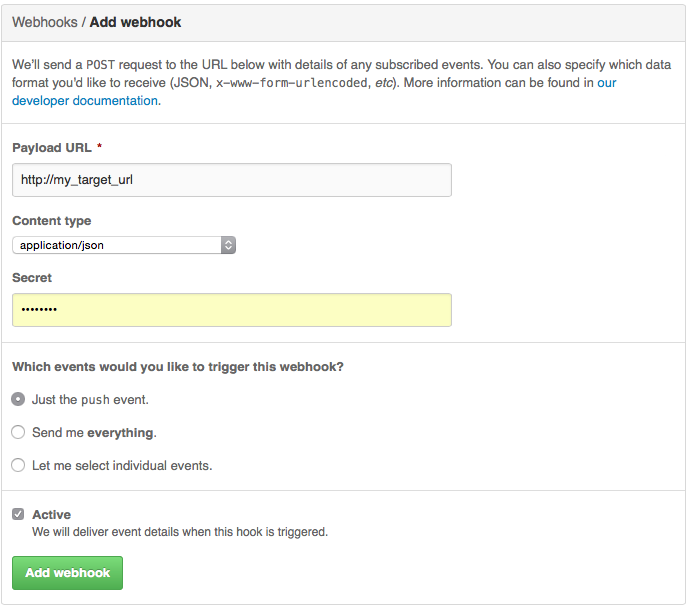 Webhooks / Add webhook
We'll send a POST request to the URL below with details of any subscribed events. You can also specify which data
format you'd like to receive (JSON, x-www-form-urlencoded, etc). More information can be found in our
developer documentation.
Payload URL *
http://my_target_url
Content type
application/json
Secret
••••••••
Which events would you like to trigger this webhook?
Just the push event.
Send me everything.
Let me select individual events.
Active
We will deliver event details when this hook is triggered.
Add webhook